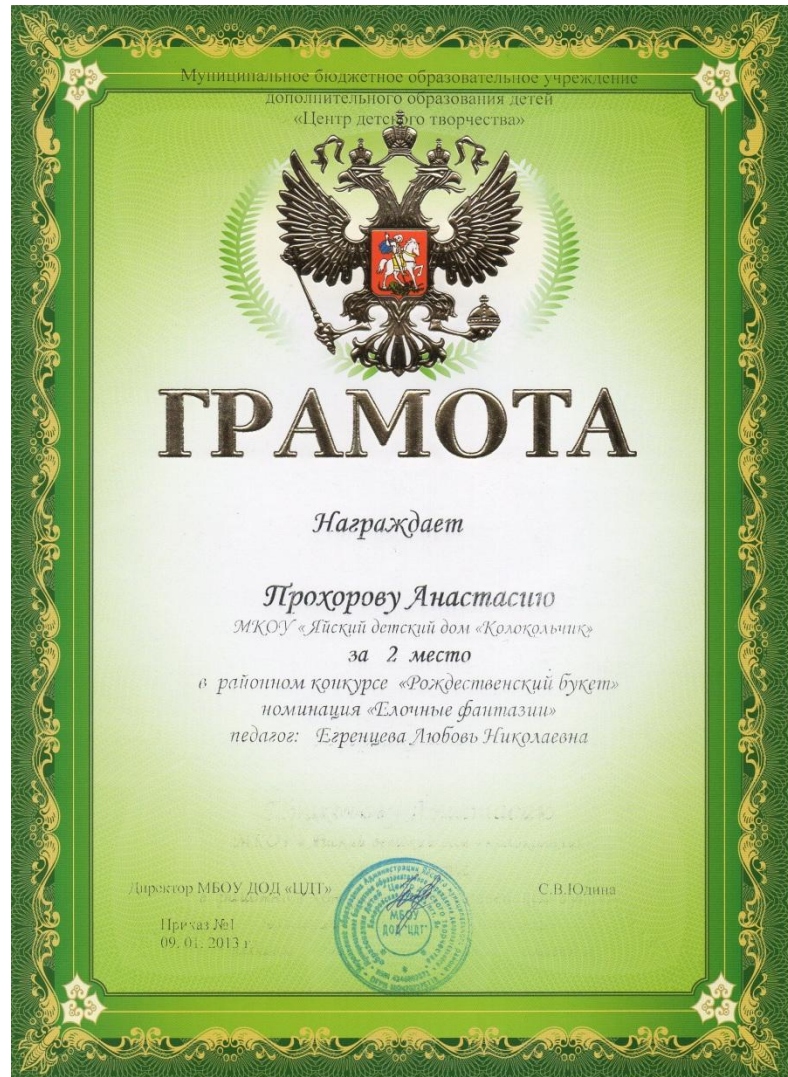 Муниципальное бюджетное образовательное учреждение
дополнительного образования детей
«Центр детского творчества»
ГРАМОТА
Награждает
Прохорову Анастасию
МКОУ «Яйский детский дом «Колокольчик»
за 2 место
в районном конкурсе «Рождественский букет»
номинация «Елочные фантазии»
педагог: Егренцева Любовь Николаевна
Директор МБОУ ДОД «ЦДТ»
С.В.Юдина
Приказ №1
09. 01. 2013 г
МБОУ
ДОД "ЦДТ"